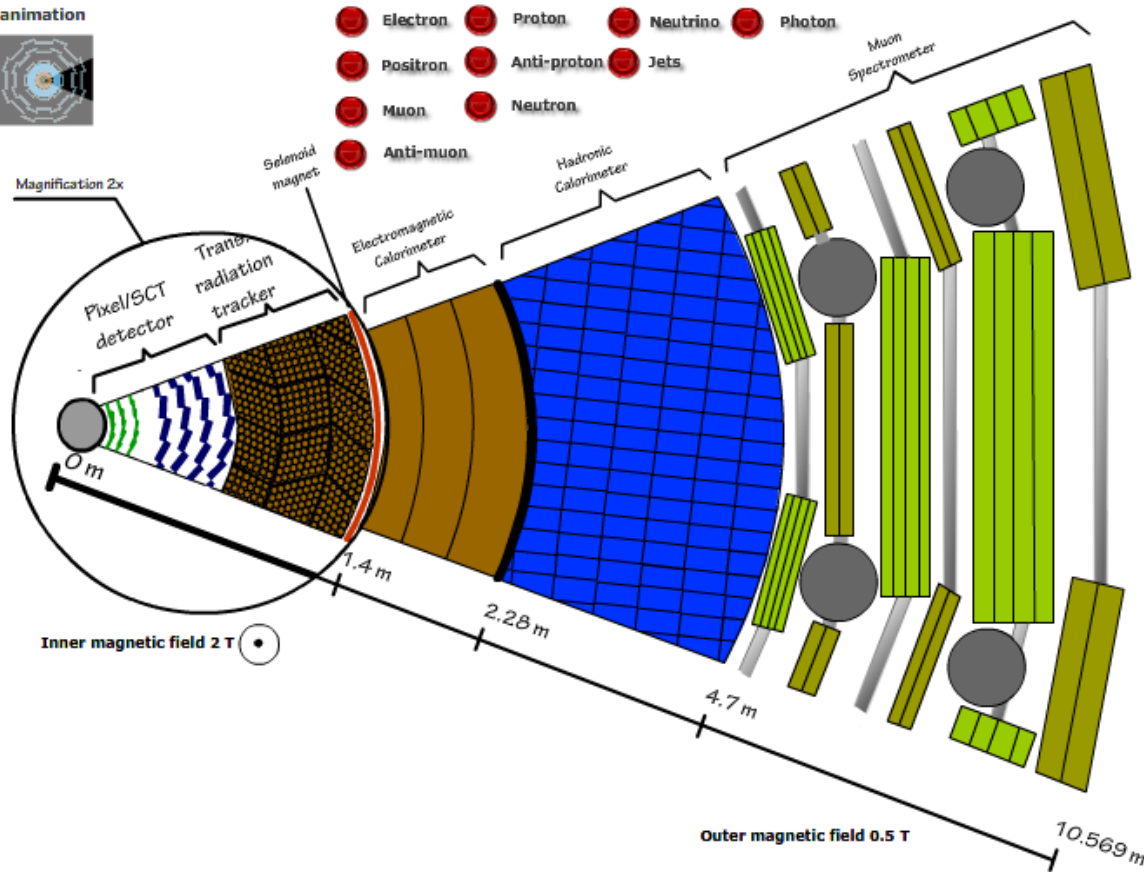 animation
Electron
Proton
Neutrino
Photon
Positron
Anti-proton
Jets
Muon
Neutron
Anti-muon
Muon
Spectrometer
Selenoid
magnet
Hadronic
Calorimeter
Magnification 2x
Electromagnetic
Calorimeter
radiation
tracker
Pixel/SCT
detector
0 m
1.4 m
2.28 m
4.7 m
10.569 m
Inner magnetic field 2 T
Outer magnetic field 0.5 T